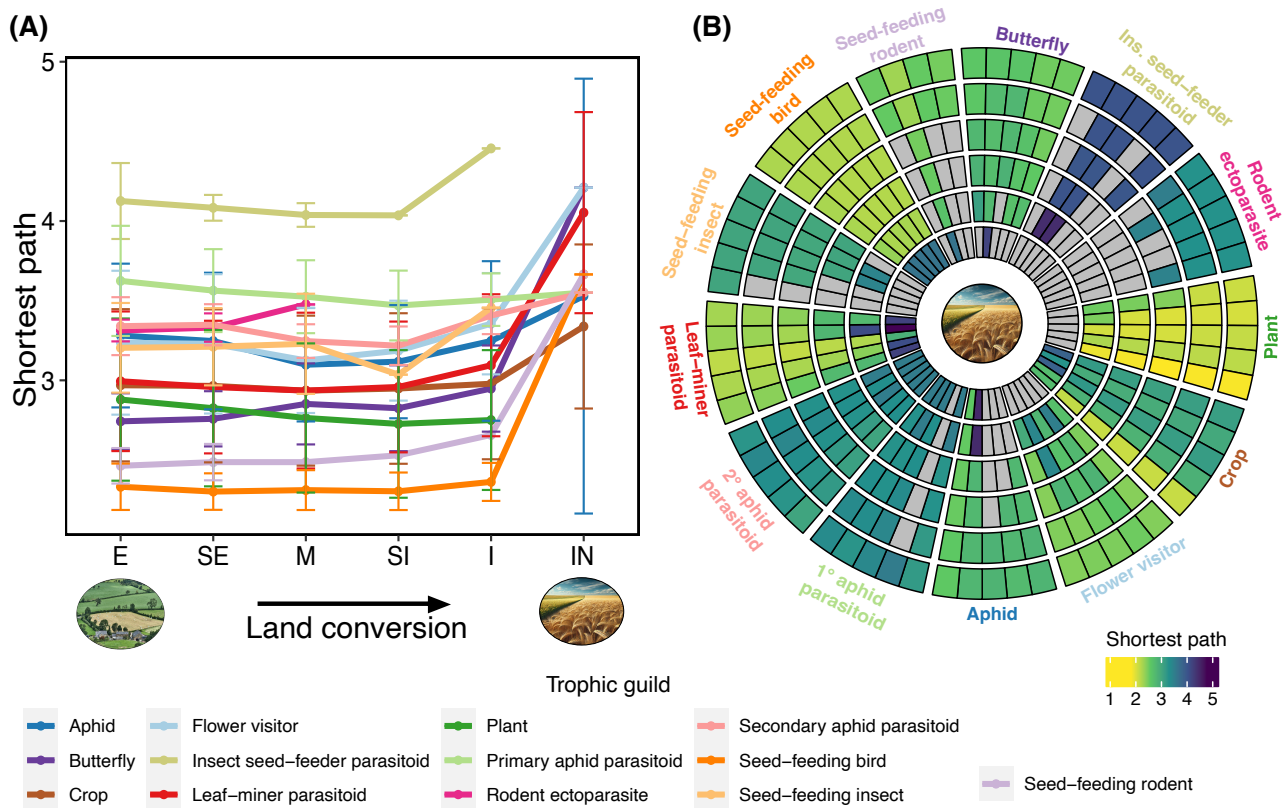 (A)
5
4
3
Shortest path
E SE M SI I IN
Land conversion
(B)
Seed-feeding
rodent
Butterfly
Ins. seed−feeder
parasitoid
Rodent
ectoparasite
Plant
Crop
Flower visitor
Aphid
1° aphid
parasitoid
2° aphid
parasitoid
Leaf−miner
parasitoid
Seed−feeding
insect
Seed-feeding
bird
Shortest path
1 2 3 4 5
Trophic guild
Aphid Flower visitor Plant Secondary aphid parasitoid
Butterfly Insect seed−feeder parasitoid Primary aphid parasitoid Seed−feeding bird Seed−feeding rodent
Crop Leaf−miner parasitoid Rodent ectoparasite Seed−feeding insect